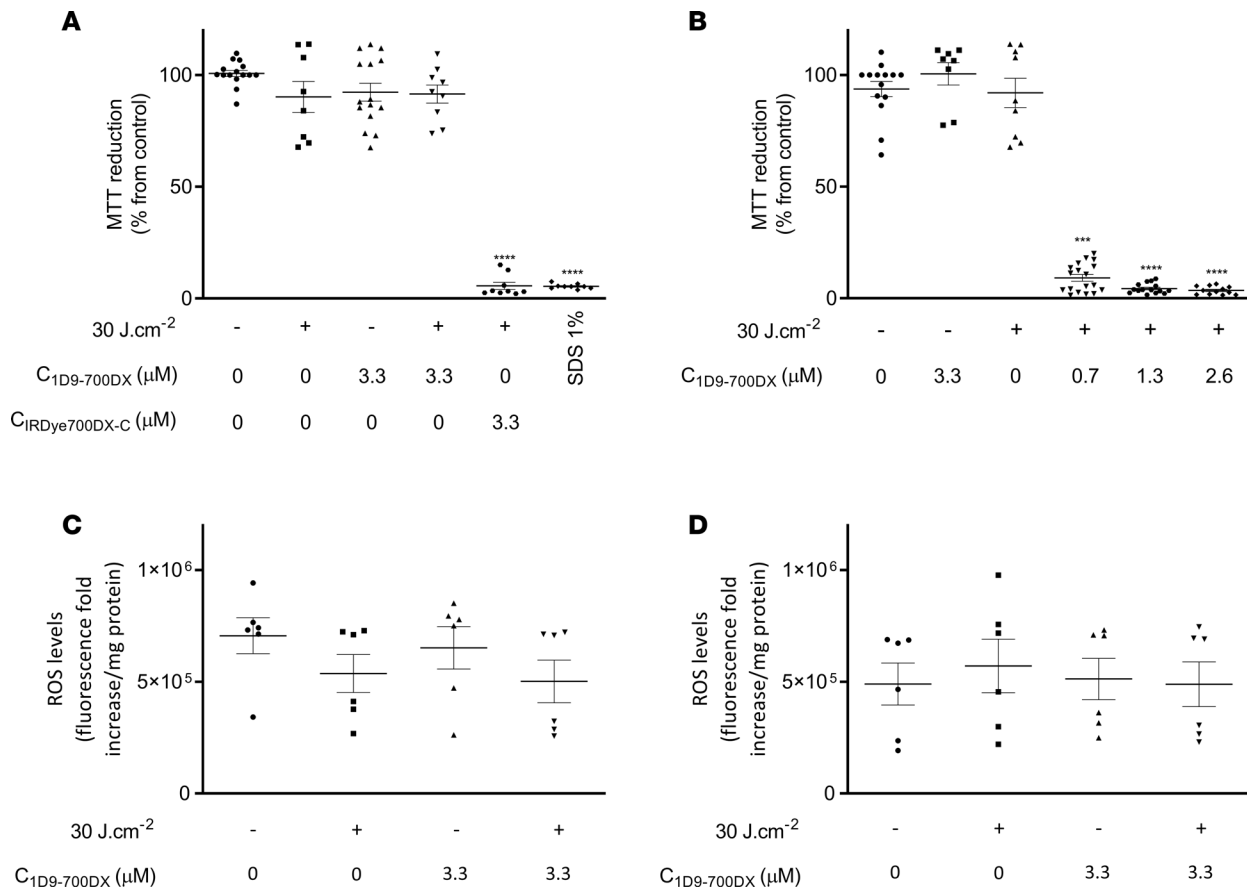 A
MTT reduction
(% from control)
100
50
0
****
****
30 J.cm⁻² - + - + + SDS 1%
C1D9-700DX (μM) 0 0 3.3 3.3 0
CIRDye700DX-C (μM) 0 0 0 0 3.3
B
MTT reduction
(% from control)
100
50
0
***
****
****
30 J.cm⁻² - - + + + +
C1D9-700DX (μM) 0 3.3 0 0.7 1.3 2.6
C
ROS levels
(fluorescence fold
increase/mg protein)
1×10⁶
5×10⁵
0
30 J.cm⁻² - + - +
C1D9-700DX (μM) 0 0 3.3 3.3
D
ROS levels
(fluorescence fold
increase/mg protein)
1×10⁶
5×10⁵
0
30 J.cm⁻² - + - +
C1D9-700DX (μM) 0 0 3.3 3.3